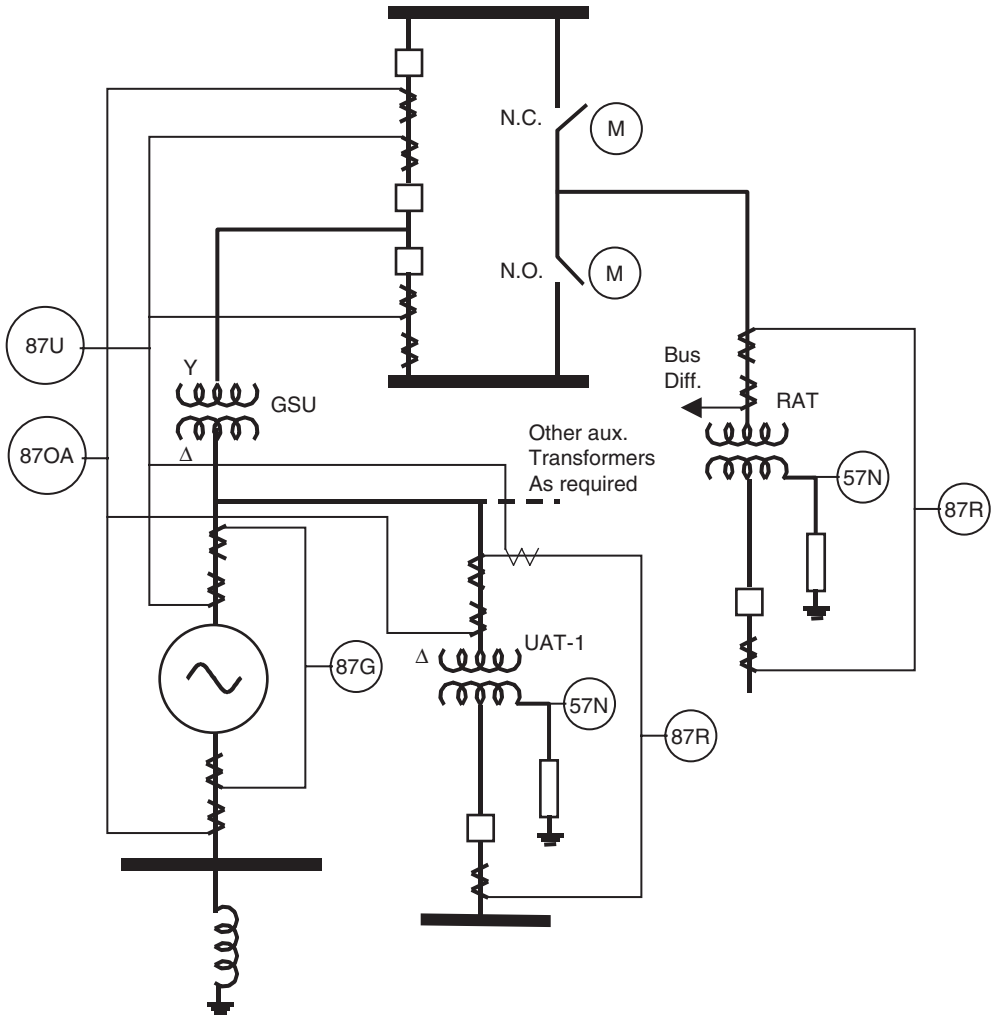 N.C.
M
N.O.
M
87U
Y
GSU
Δ
87OA
Bus
Diff.
RAT
Other aux.
Transformers
As required
57N
87R
Δ
UAT-1
87G
57N
87R